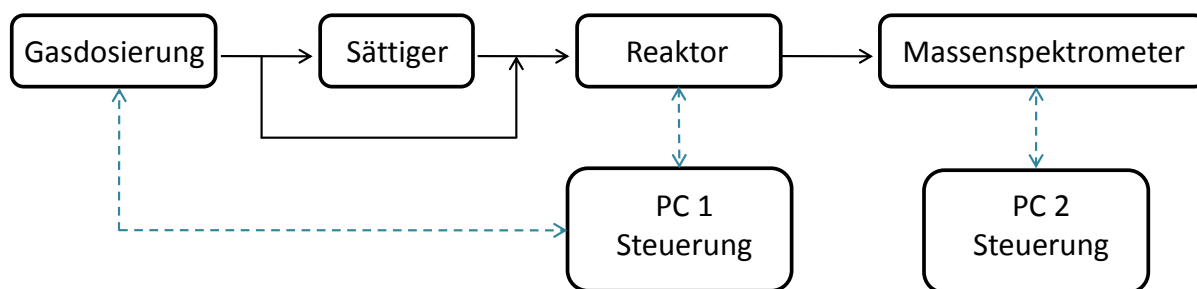 Gasdosierung
Sättiger
Reaktor
Massenspektrometer
PC 1
Steuerung
PC 2
Steuerung